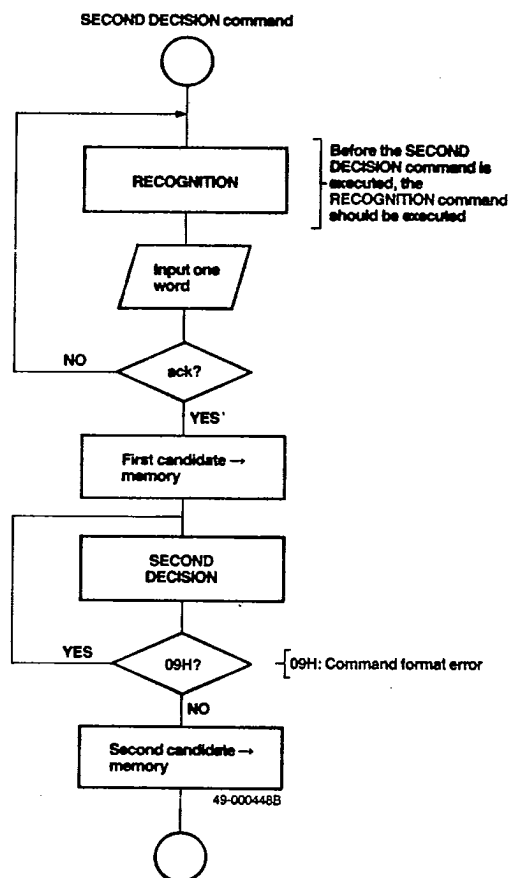 SECOND DECISION command
RECOGNITION
Before the SECOND
DECISION command is
executed, the
RECOGNITION command
should be executed
Input one
word
NO
ack?
YES
First candidate →
memory
SECOND
DECISION
YES
09H?
09H: Command format error
NO
Second candidate →
memory
49-000448B